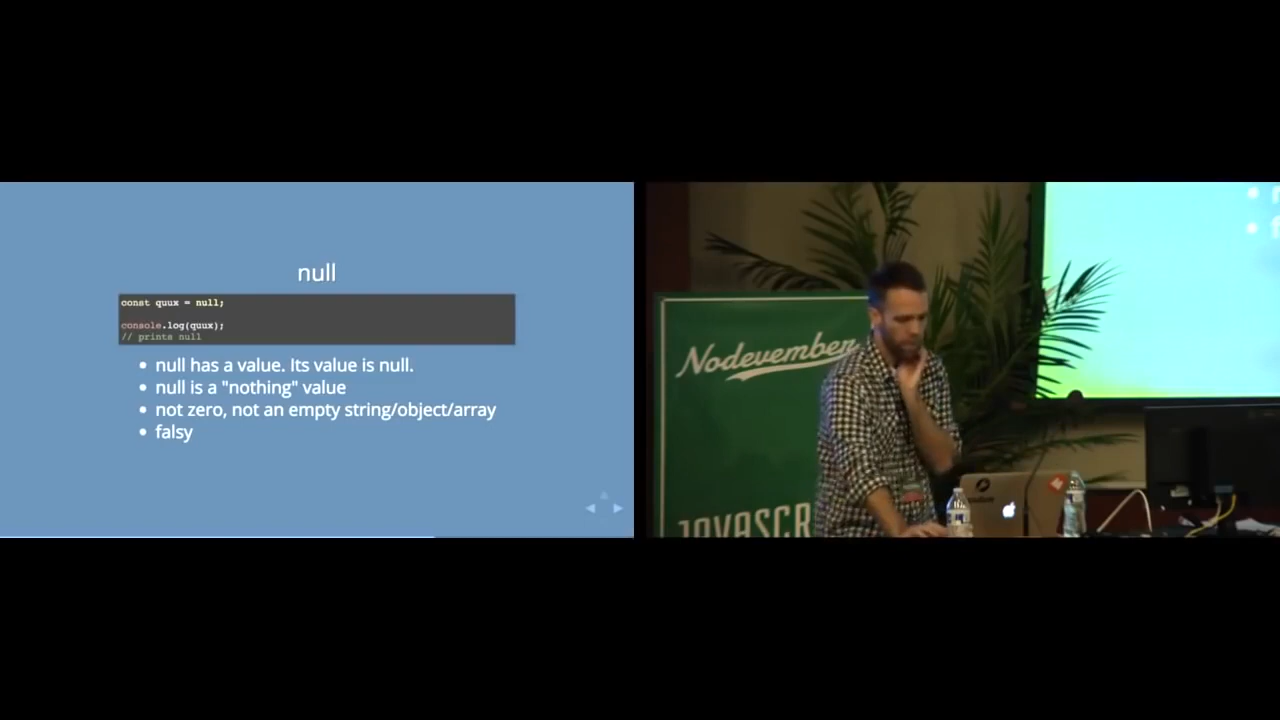 null
const quux = null;
console.log(quux);
// prints null
• null has a value. Its value is null.
• null is a "nothing" value
• not zero, not an empty string/object/array
• falsy
Nodevember
JAVASCR